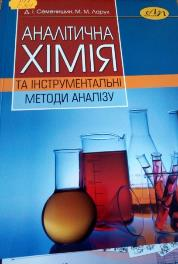 Д. І. Семенишин, М. М. Ларук
АНАЛІТИЧНА
ХІМІЯ
ТА ІНСТРУМЕНТАЛЬНІ
МЕТОДИ АНАЛІЗУ